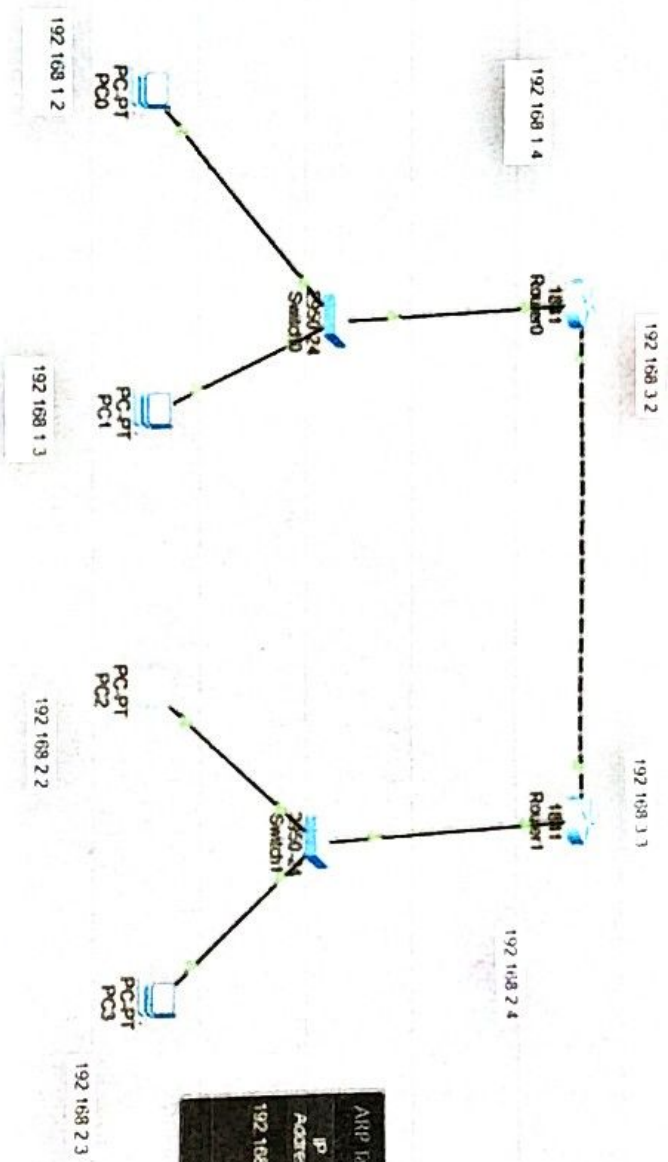 192 168 3 2
192 168 3 3
192 168 1 4
1841
Router0
1841
Router1
192 168 2 4
2950-24
Switch0
Switch1
PC-PT
PC0
PC-PT
PC1
PC-PT
PC2
PC-PT
PC3
192 168 1 2
192 168 1 3
192 168 2 2
192 168 2 3
ARP
IP